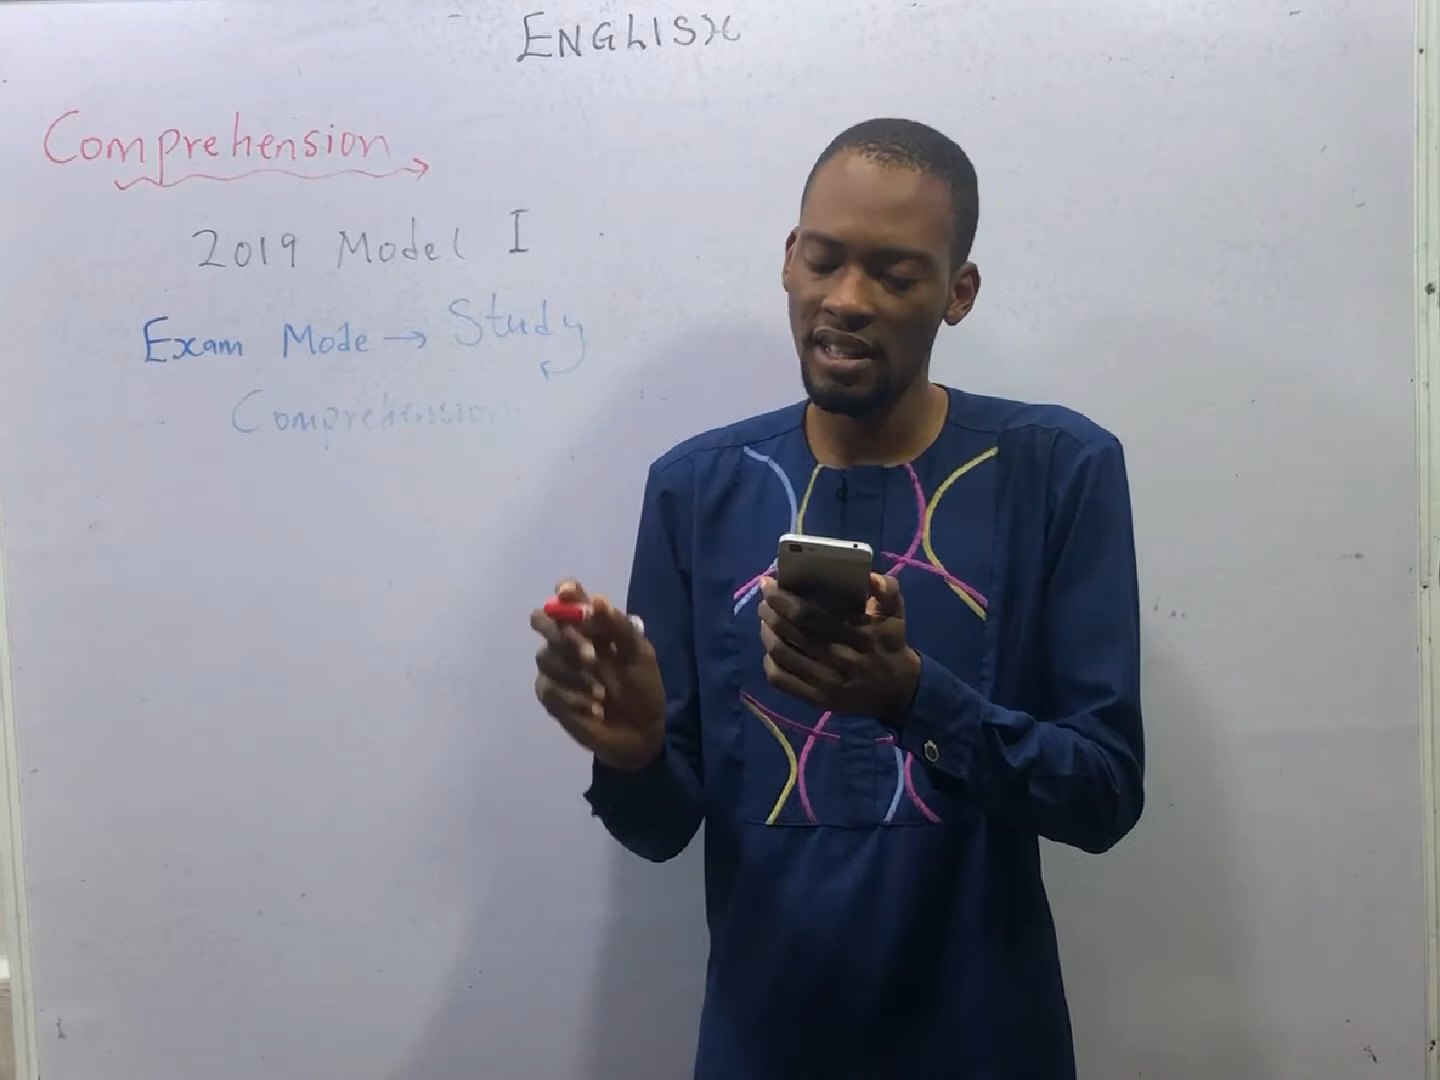 ENGLISH
Comprehension
2019 Model I
Exam Mode → Study
Comprehension